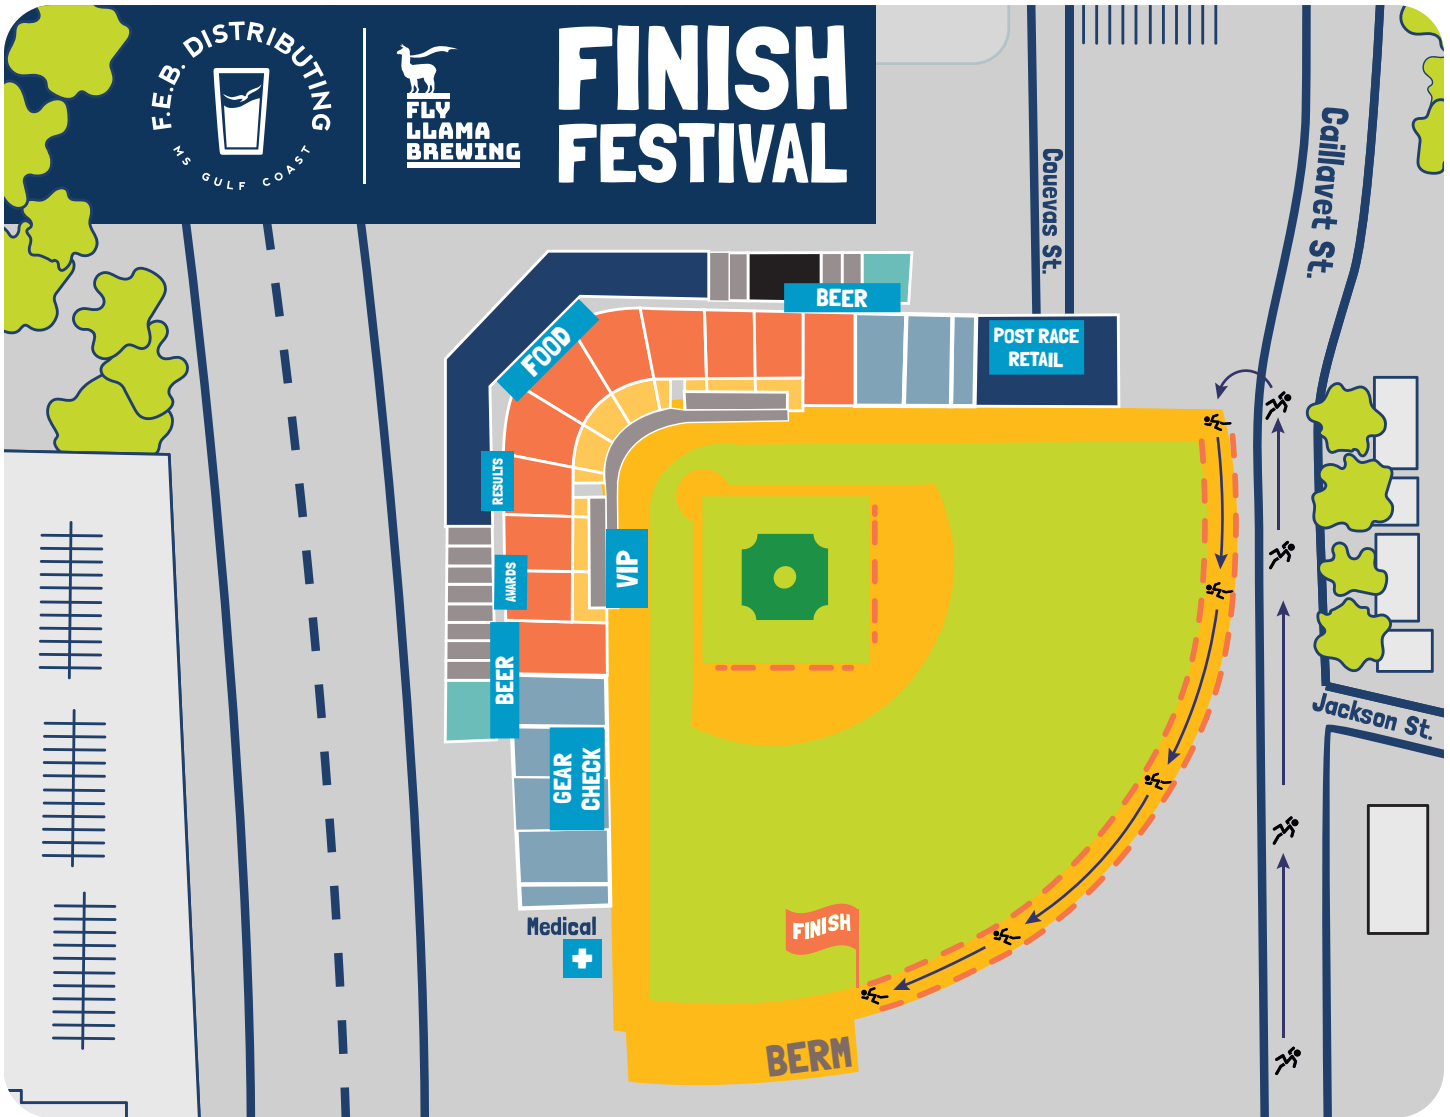 F.E.B. DISTRIBUTING
MS GULF COAST
FLY
LLAMA
BREWING
FINISH
FESTIVAL
Couevas St.
Caillavet St.
BEER
POST RACE
RETAIL
FOOD
RESULTS
AWARDS
VIP
BEER
GEAR
CHECK
Jackson St.
Medical
FINISH
BERM